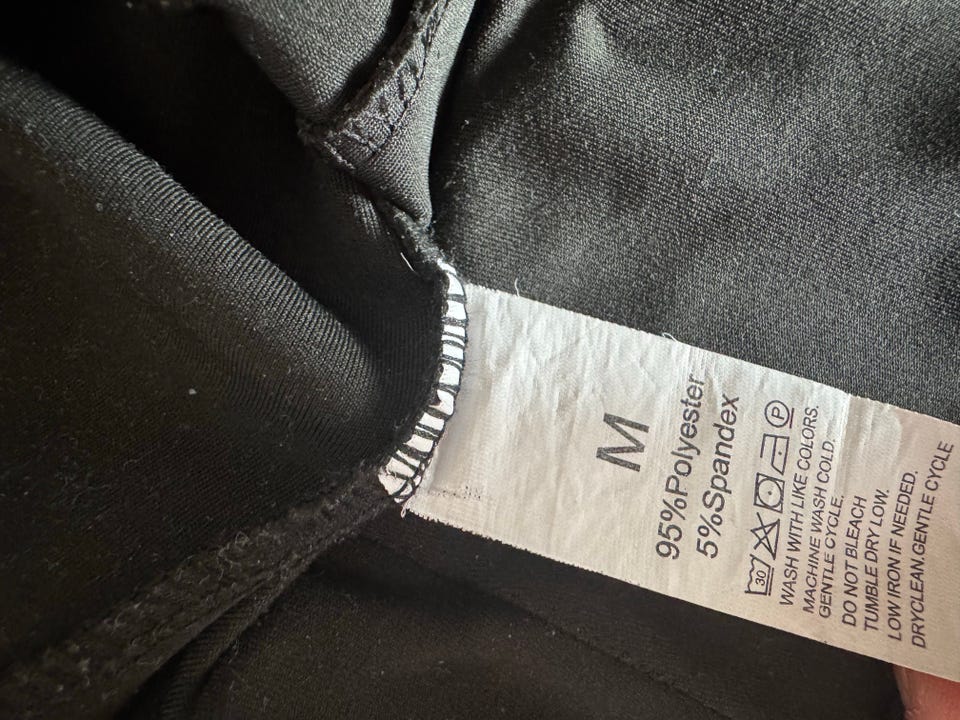 M
95%Polyester
5%Spandex
30 P
WASH WITH LIKE COLORS,
MACHINE WASH COLD.
GENTLE CYCLE,
DO NOT BLEACH
TUMBLE DRY LOW.
LOW IRON IF NEEDED.
DRYCLEAN,GENTLE CYCLE